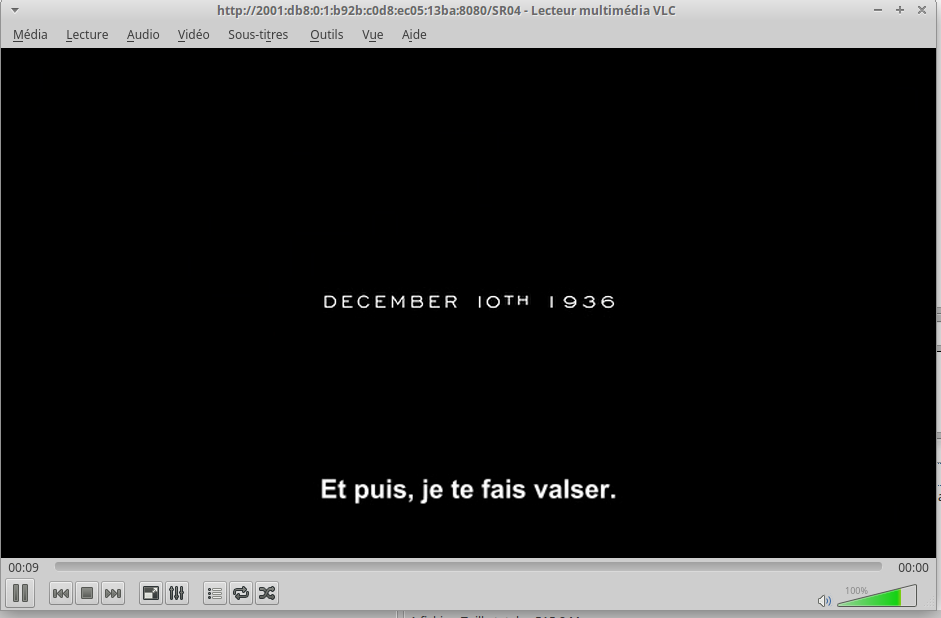 http://2001:db8:0:1:b92b:c0d8:ec05:13ba:8080/SR04 - Lecteur multimédia VLC
Média Lecture Audio Vidéo Sous-titres Outils Vue Aide
DECEMBER 10TH 1936
Et puis, je te fais valser.
00:09 00:00
100%